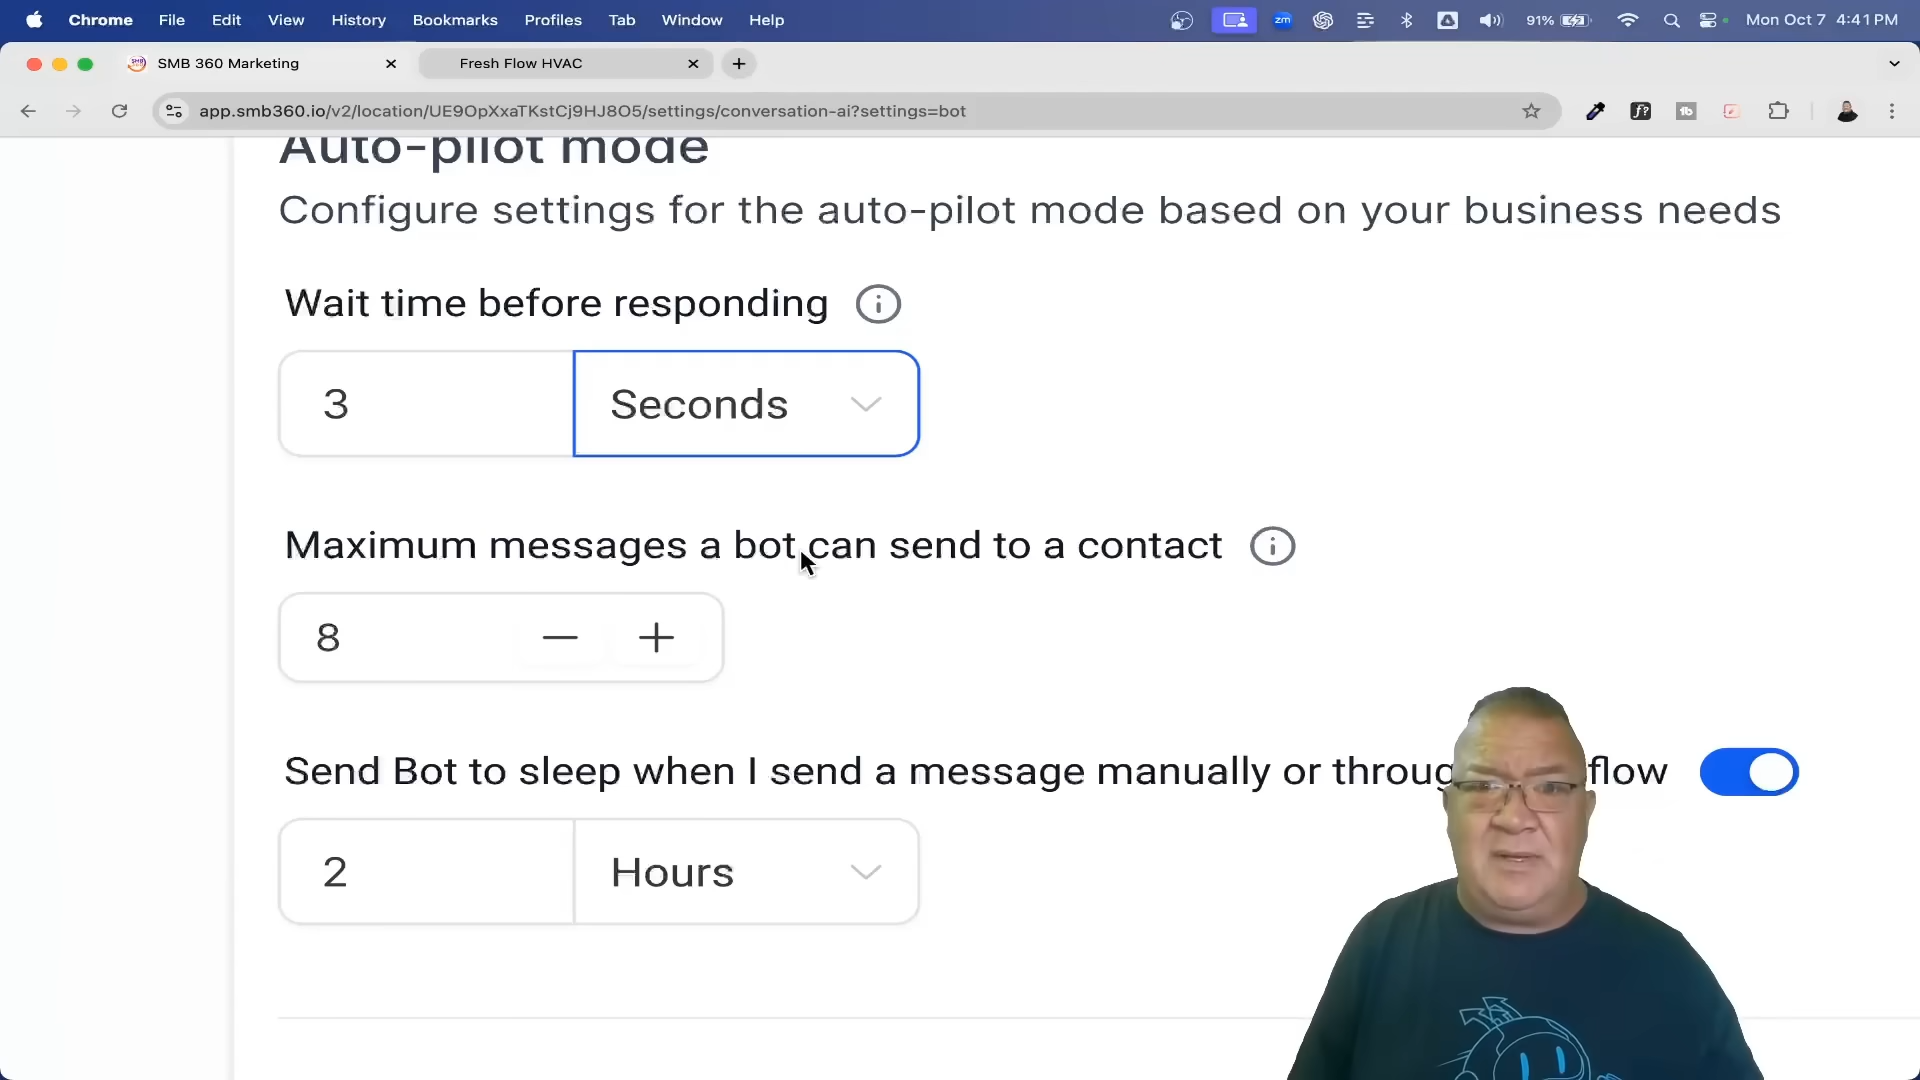 Chrome File Edit View History Bookmarks Profiles Tab Window Help zm 91% Mon Oct 7 4:41 PM
SMB 360 Marketing Fresh Flow HVAC
app.smb360.io/v2/location/UE9OpXxaTKstCj9HJ8O5/settings/conversation-ai?settings=bot f? tb
Auto-pilot mode
Configure settings for the auto-pilot mode based on your business needs
Wait time before responding
3 Seconds
Maximum messages a bot can send to a contact
8
Send Bot to sleep when I send a message manually or throug flow
2 Hours